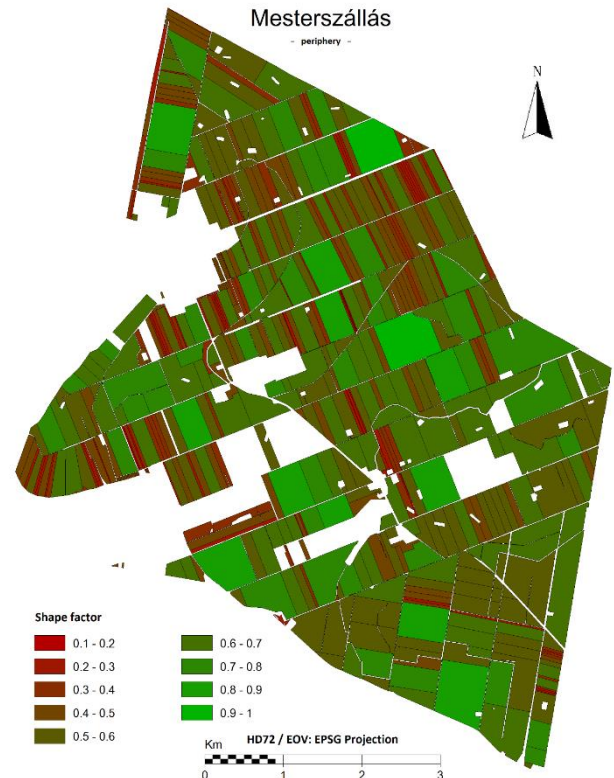 Mesterszállás
- periphery -
N
Shape factor
0.1 - 0.2
0.2 - 0.3
0.3 - 0.4
0.4 - 0.5
0.5 - 0.6
0.6 - 0.7
0.7 - 0.8
0.8 - 0.9
0.9 - 1
Km
HD72 / EOV: EPSG Projection
0 1 2 3